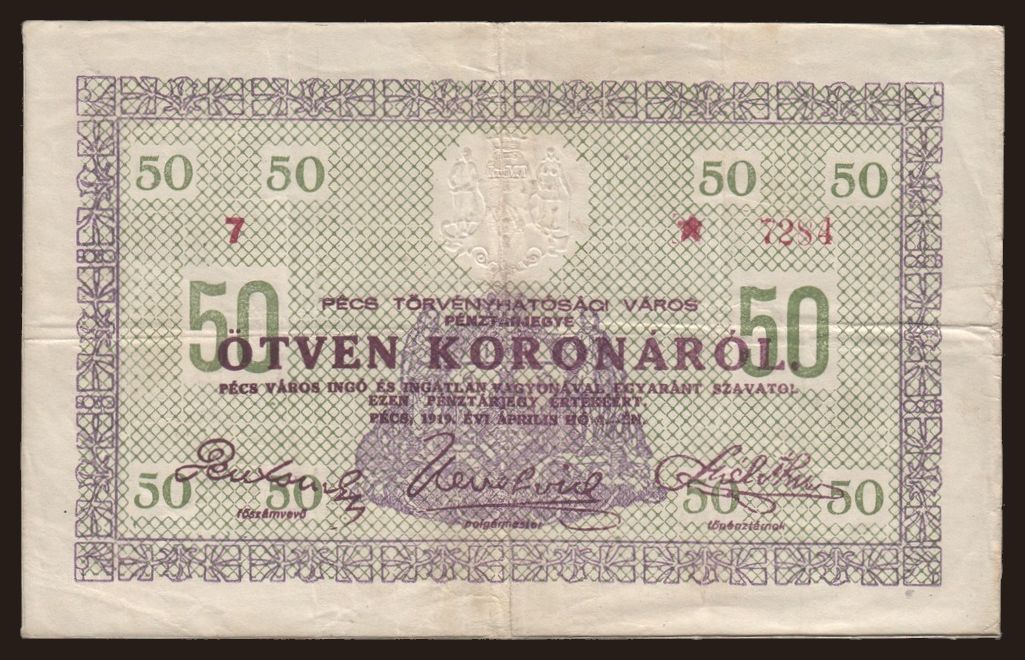 50 50 50 50
7 ★ 7284
50 50
PÉCS TÖRVÉNYHATÓSÁGI VÁROS
PÉNZTÁRJEGYE
ÖTVEN KORONÁRÓL.
PÉCS VÁROS INGÓ ÉS INGATLAN VAGYONÁVAL EGYARÁNT SZAVATOL
EZEN PÉNZTÁRJEGY ÉRTÉKÉÉRT.
PÉCS, 1919. ÉVI ÁPRILIS HÓ ÉN.
50 50 50 50
főszámvevő polgármester főpénztárnok